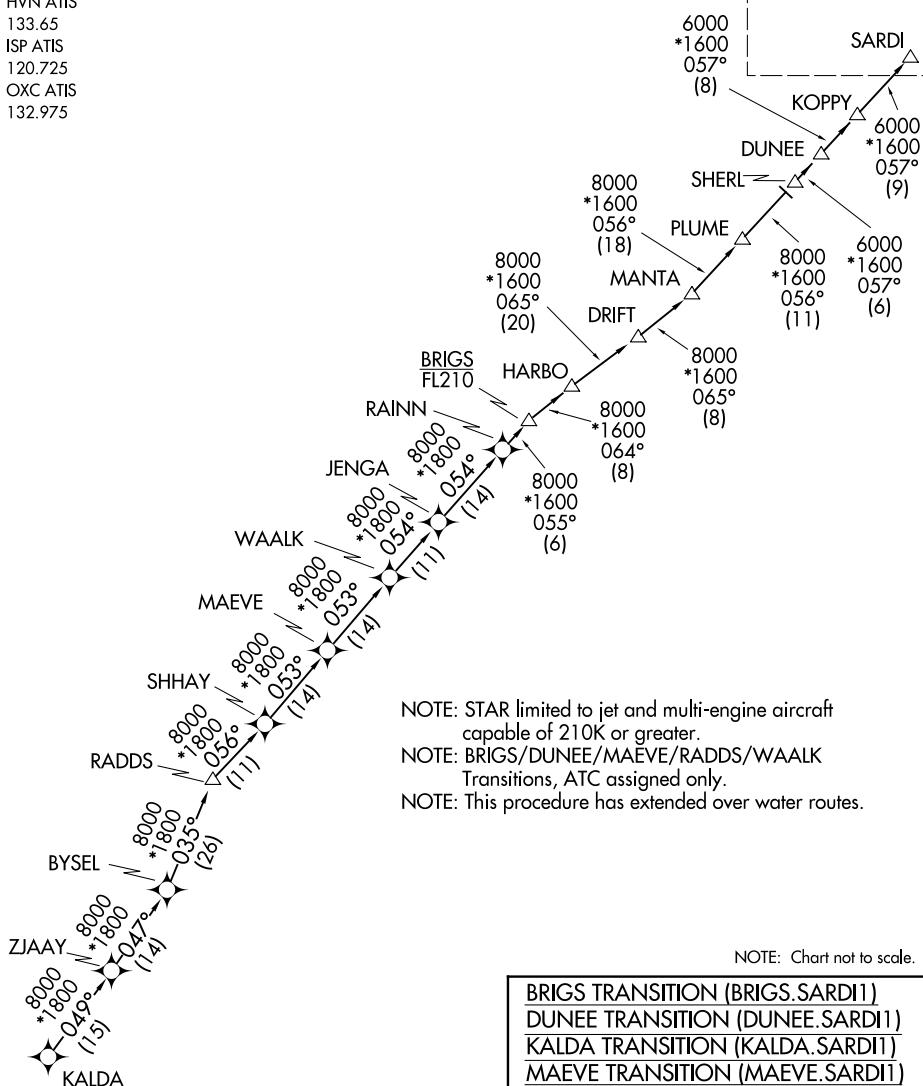 HVN ATIS
133.65
ISP ATIS
120.725
OXC ATIS
132.975
6000
*1600
057°
(8)
SARDI
KOPPY
6000
*1600
057°
(9)
DUNEE
SHERL
8000
*1600
056°
(18)
PLUME
6000
*1600
057°
(6)
8000
*1600
056°
(11)
MANTA
8000
*1600
065°
(20)
DRIFT
8000
*1600
065°
(8)
BRIGS
FL210
HARBO
8000
*1600
064°
(8)
RAINN
8000
*1600
055°
(6)
8000
*1800
054°
(14)
JENGA
8000
*1800
054°
(11)
WAALK
8000
*1800
053°
(14)
MAEVE
8000
*1800
053°
(14)
SHHAY
8000
*1800
056°
(11)
RADDS
8000
*1800
035°
(26)
BYSEL
8000
*1800
047°
(14)
ZJAAY
8000
*1800
049°
(15)
KALDA
NOTE: STAR limited to jet and multi-engine aircraft
capable of 210K or greater.
NOTE: BRIGS/DUNEE/MAEVE/RADDS/WAALK
Transitions, ATC assigned only.
NOTE: This procedure has extended over water routes.
NOTE: Chart not to scale.
BRIGS TRANSITION (BRIGS.SARDI1)
DUNEE TRANSITION (DUNEE.SARDI1)
KALDA TRANSITION (KALDA.SARDI1)
MAEVE TRANSITION (MAEVE.SARDI1)